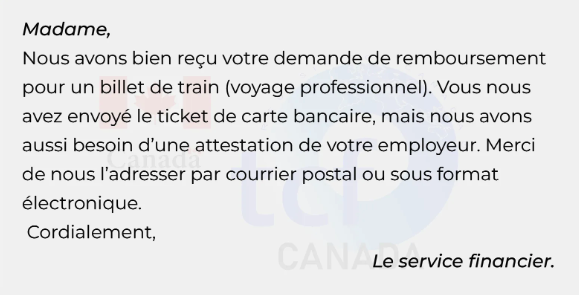 Madame,
Nous avons bien reçu votre demande de remboursement
pour un billet de train (voyage professionnel). Vous nous
avez envoyé le ticket de carte bancaire, mais nous avons
aussi besoin d’une attestation de votre employeur. Merci
de nous l’adresser par courrier postal ou sous format
électronique.
Cordialement,
Le service financier.
Canada
tcf
CANADA